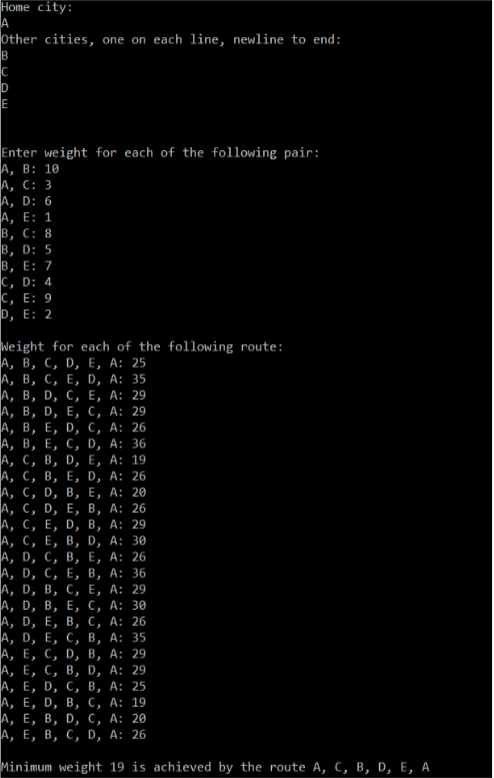 Home city:
A
Other cities, one on each line, newline to end:
B
C
D
E
Enter weight for each of the following pair:
A, B: 10
A, C: 3
A, D: 6
A, E: 1
B, C: 8
B, D: 5
B, E: 7
C, D: 4
C, E: 9
D, E: 2
Weight for each of the following route:
A, B, C, D, E, A: 25
A, B, C, E, D, A: 35
A, B, D, C, E, A: 29
A, B, D, E, C, A: 29
A, B, E, D, C, A: 26
A, B, E, C, D, A: 36
A, C, B, D, E, A: 19
A, C, B, E, D, A: 26
A, C, D, B, E, A: 20
A, C, D, E, B, A: 26
A, C, E, D, B, A: 29
A, C, E, B, D, A: 30
A, D, C, B, E, A: 26
A, D, C, E, B, A: 36
A, D, B, C, E, A: 29
A, D, B, E, C, A: 30
A, D, E, B, C, A: 26
A, D, E, C, B, A: 35
A, E, C, D, B, A: 29
A, E, C, B, D, A: 29
A, E, D, C, B, A: 25
A, E, D, B, C, A: 19
A, E, B, D, C, A: 20
A, E, B, C, D, A: 26
Minimum weight 19 is achieved by the route A, C, B, D, E, A